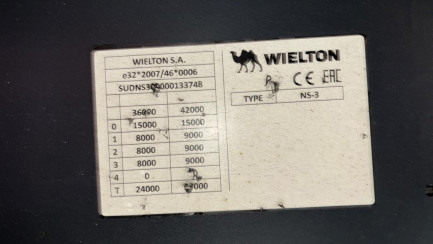 WIELTON S.A.
e32*2007/46*0006
36000 42000
0 15000 15000
1 8000 9000
2 8000 9000
3 8000 9000
4 0
T 24000
WIELTON
CE EAC
TYPE NS-3